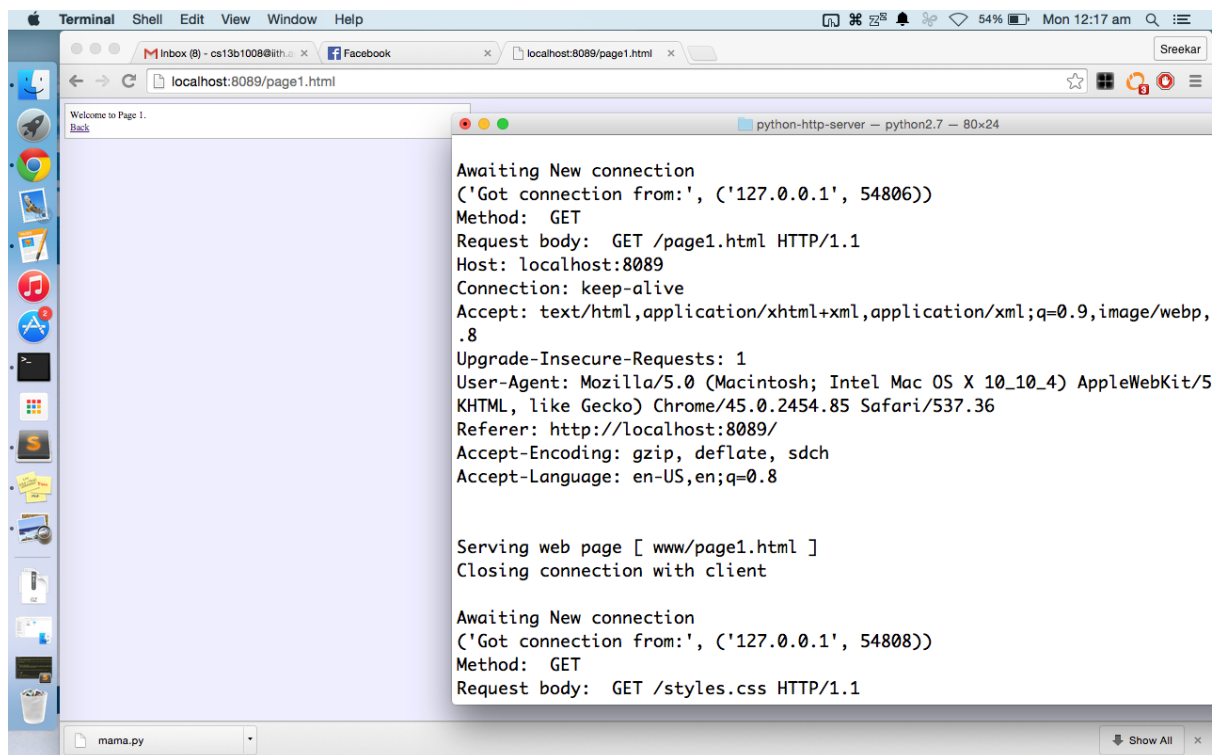 Terminal Shell Edit View Window Help 54% Mon 12:17 am
Inbox (8) - cs13b1008@iith.a Facebook localhost:8089/page1.html Sreekar
localhost:8089/page1.html 3
Welcome to Page 1.
Back
python-http-server — python2.7 — 80×24
Awaiting New connection
('Got connection from:', ('127.0.0.1', 54806))
Method:  GET
Request body:  GET /page1.html HTTP/1.1
Host: localhost:8089
Connection: keep-alive
Accept: text/html,application/xhtml+xml,application/xml;q=0.9,image/webp,
.8
Upgrade-Insecure-Requests: 1
User-Agent: Mozilla/5.0 (Macintosh; Intel Mac OS X 10_10_4) AppleWebKit/5
KHTML, like Gecko) Chrome/45.0.2454.85 Safari/537.36
Referer: http://localhost:8089/
Accept-Encoding: gzip, deflate, sdch
Accept-Language: en-US,en;q=0.8
Serving web page [ www/page1.html ]
Closing connection with client
Awaiting New connection
('Got connection from:', ('127.0.0.1', 54808))
Method:  GET
Request body:  GET /styles.css HTTP/1.1
2
mama.py Show All